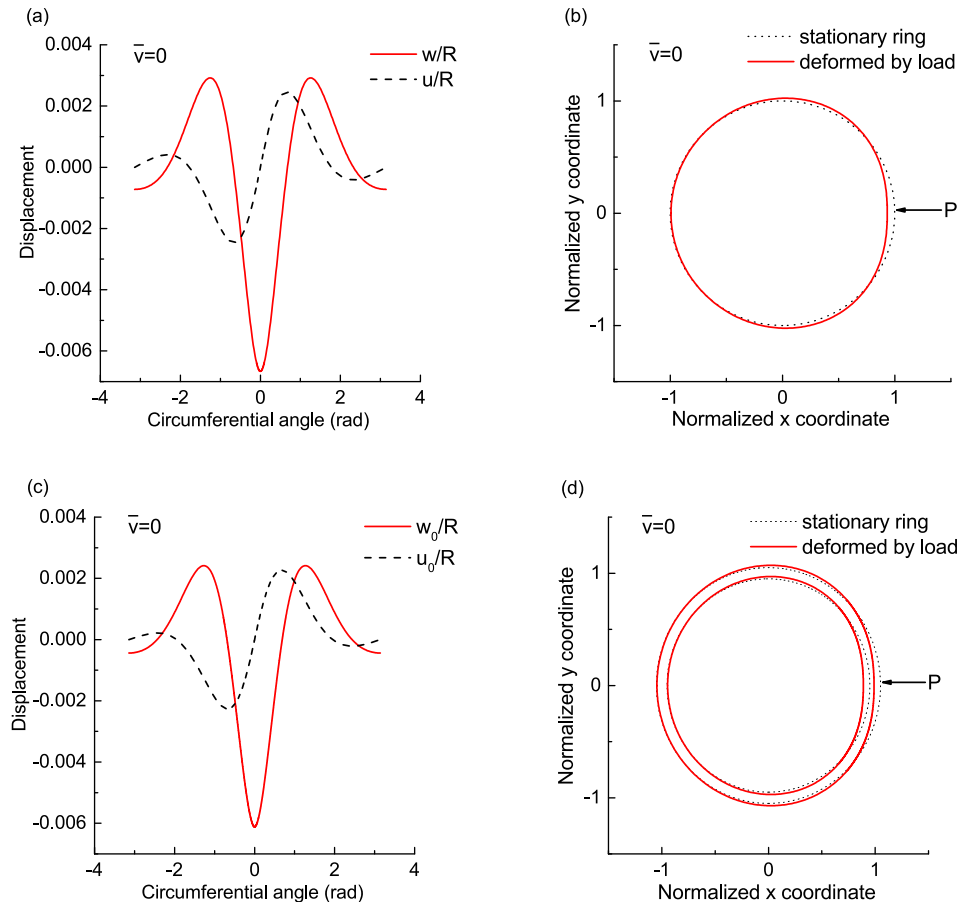 (a)
v̅=0
w/R
u/R
0.004
0.002
0.000
-0.002
-0.004
-0.006
Displacement
-4
-2
0
2
4
Circumferential angle (rad)
(b)
v̅=0
stationary ring
deformed by load
1
0
-1
Normalized y coordinate
P
-1
0
1
Normalized x coordinate
(c)
v̅=0
w₀/R
u₀/R
0.004
0.002
0.000
-0.002
-0.004
-0.006
Displacement
-4
-2
0
2
4
Circumferential angle (rad)
(d)
v̅=0
stationary ring
deformed by load
1
0
-1
Normalized y coordinate
P
-1
0
1
Normalized x coordinate